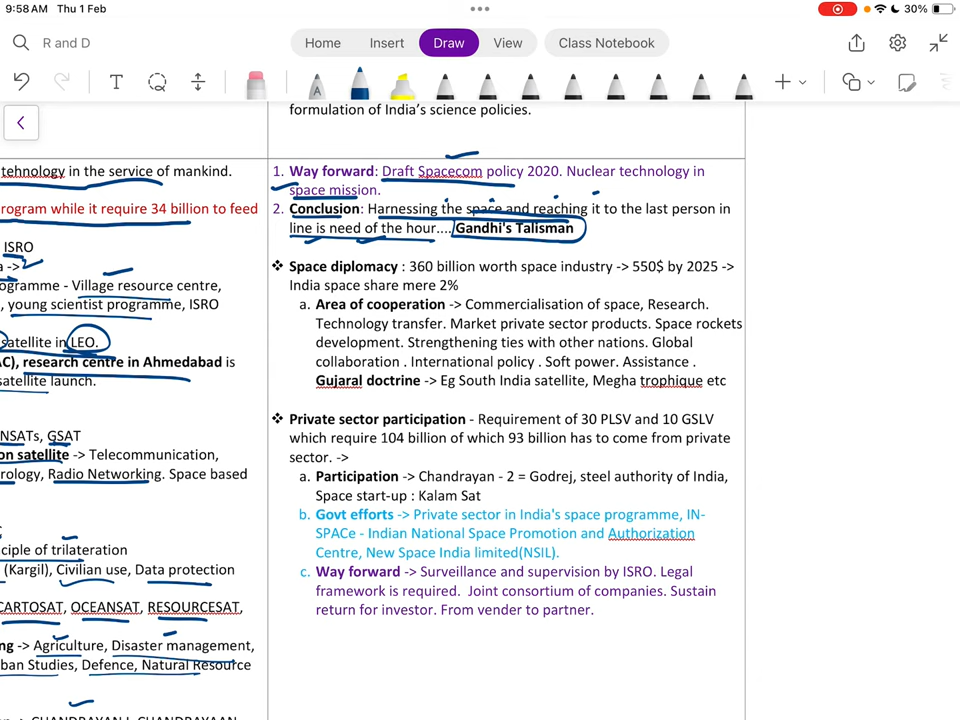 9:58 AM Thu 1 Feb
30%
R and D
Home Insert Draw View Class Notebook
T
A
formulation of India's science policies.
tehnology in the service of mankind.
rogram while it require 34 billion to feed
ISRO
a ->
ogramme - Village resource centre,
, young scientist programme, ISRO
satellite in LEO.
AC), research centre in Ahmedabad is
satellite launch.
NSATs, GSAT
on satellite -> Telecommunication,
rology, Radio Networking. Space based
ciple of trilateration
(Kargil), Civilian use, Data protection
CARTOSAT, OCEANSAT, RESOURCESAT,
ng -> Agriculture, Disaster management,
ban Studies, Defence, Natural Resource
CHANDRAYAN I, CHANDRAYAAN
1. Way forward: Draft Spacecom policy 2020. Nuclear technology in
space mission.
2. Conclusion: Harnessing the space and reaching it to the last person in
line is need of the hour.... Gandhi's Talisman
❖ Space diplomacy : 360 billion worth space industry -> 550$ by 2025 ->
India space share mere 2%
a. Area of cooperation -> Commercialisation of space, Research.
Technology transfer. Market private sector products. Space rockets
development. Strengthening ties with other nations. Global
collaboration . International policy . Soft power. Assistance .
Gujaral doctrine -> Eg South India satellite, Megha trophique etc
❖ Private sector participation - Requirement of 30 PLSV and 10 GSLV
which require 104 billion of which 93 billion has to come from private
sector. ->
a. Participation -> Chandrayan - 2 = Godrej, steel authority of India,
Space start-up : Kalam Sat
b. Govt efforts -> Private sector in India's space programme, IN-
SPACe - Indian National Space Promotion and Authorization
Centre, New Space India limited(NSIL).
c. Way forward -> Surveillance and supervision by ISRO. Legal
framework is required. Joint consortium of companies. Sustain
return for investor. From vender to partner.